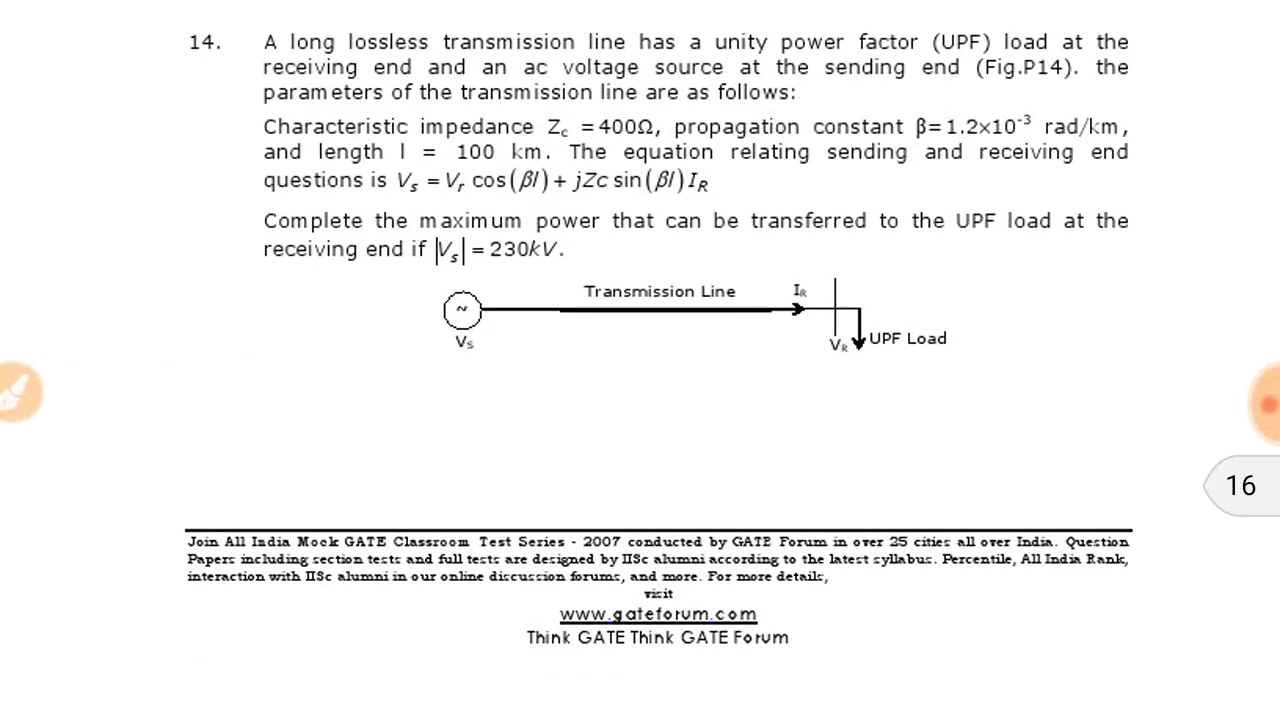 14. A long lossless transmission line has a unity power factor (UPF) load at the
receiving end and an ac voltage source at the sending end (Fig.P14). the
parameters of the transmission line are as follows:
Characteristic impedance Zc =400Ω, propagation constant β=1.2×10⁻³ rad/km,
and length l = 100 km. The equation relating sending and receiving end
questions is Vs = Vr cos(βl) + jZc sin(βl) IR
Complete the maximum power that can be transferred to the UPF load at the
receiving end if |Vs| = 230kV.
Transmission Line
IR
~
Vs
VR
UPF Load
16
Join All India Mock GATE Classroom Test Series - 2007 conducted by GATE Forum in over 25 cities all over India. Question
Papers including section tests and full tests are designed by IISc alumni according to the latest syllabus. Percentile, All India Rank,
interaction with IISc alumni in our online discussion forums, and more. For more details,
visit
www.gateforum.com
Think GATE Think GATE Forum